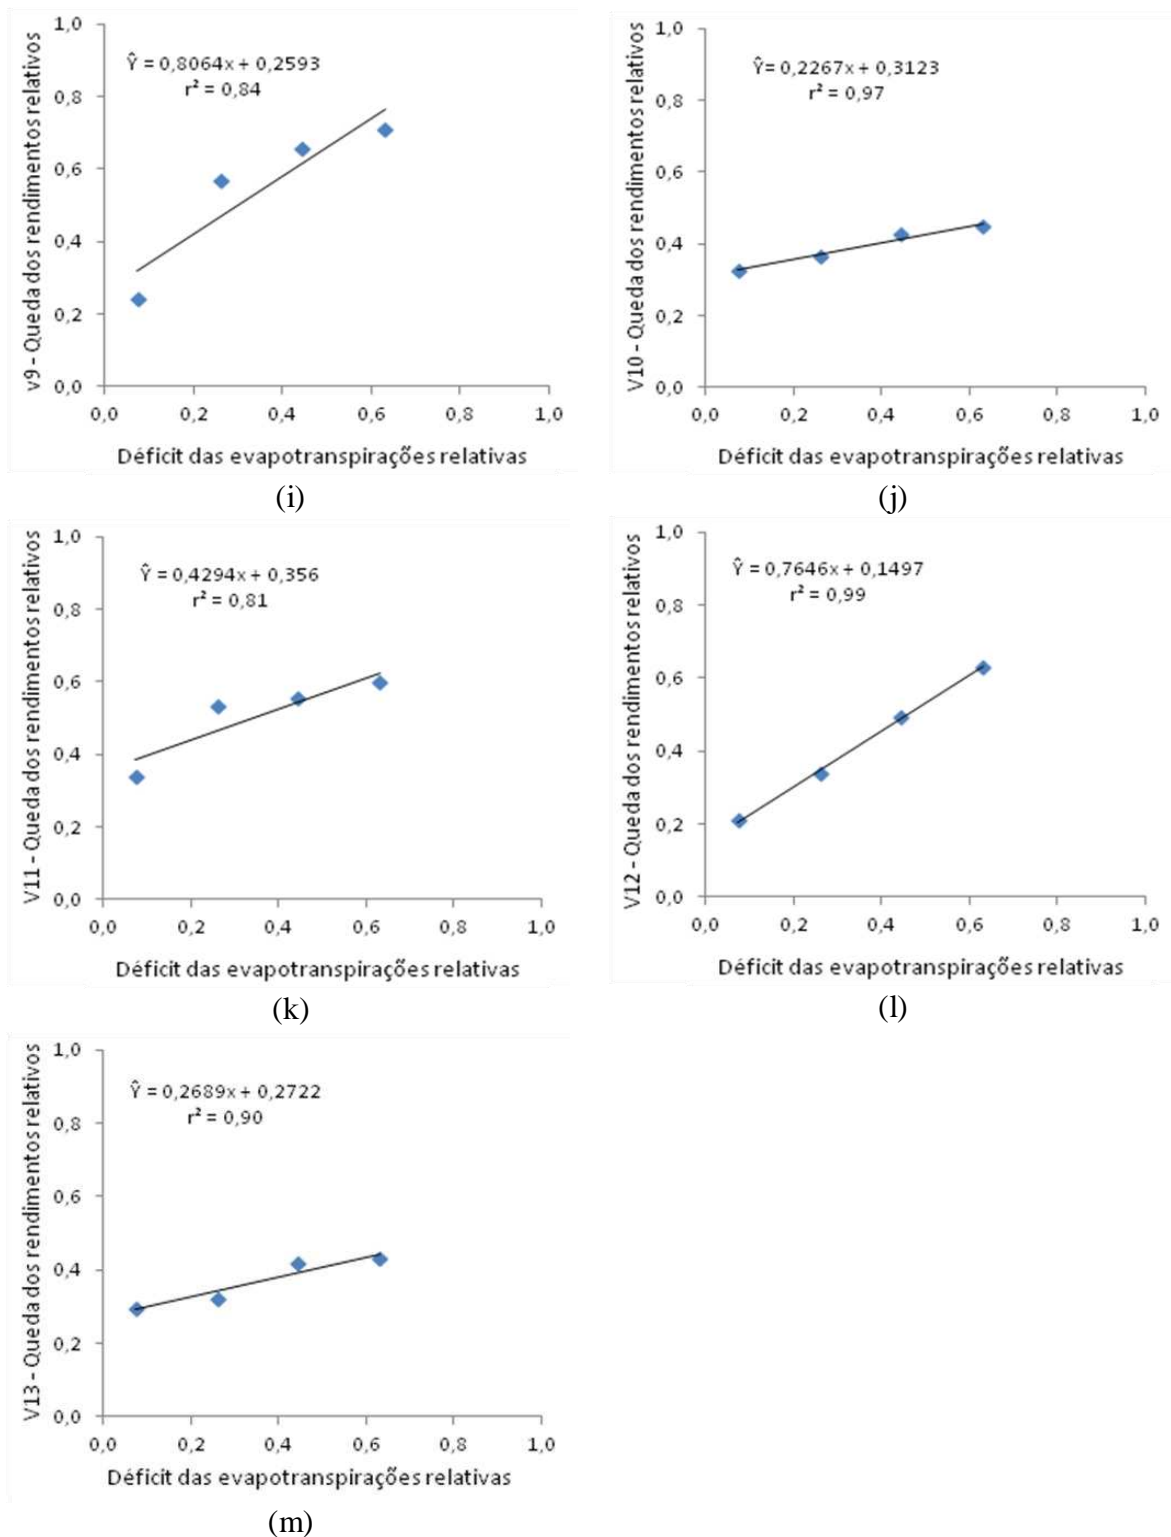 v9 - Queda dos rendimentos relativos
1,0
0,8
0,6
0,4
0,2
0,0
Ŷ = 0,8064x + 0,2593
r² = 0,84
0,0 0,2 0,4 0,6 0,8 1,0
Déficit das evapotranspirações relativas
(i)
V10 - Queda dos rendimentos relativos
1,0
0,8
0,6
0,4
0,2
0,0
Ŷ= 0,2267x + 0,3123
r² = 0,97
0,0 0,2 0,4 0,6 0,8 1,0
Déficit das evapotranspirações relativas
(j)
V11 - Queda dos rendimentos relativos
1,0
0,8
0,6
0,4
0,2
0,0
Ŷ = 0,4294x + 0,356
r² = 0,81
0,0 0,2 0,4 0,6 0,8 1,0
Déficit das evapotranspirações relativas
(k)
V12 - Queda dos rendimentos relativos
1,0
0,8
0,6
0,4
0,2
0,0
Ŷ = 0,7646x + 0,1497
r² = 0,99
0,0 0,2 0,4 0,6 0,8 1,0
Déficit das evapotranspirações relativas
(l)
V13 - Queda dos rendimentos relativos
1,0
0,8
0,6
0,4
0,2
0,0
Ŷ = 0,2689x + 0,2722
r² = 0,90
0,0 0,2 0,4 0,6 0,8 1,0
Déficit das evapotranspirações relativas
(m)